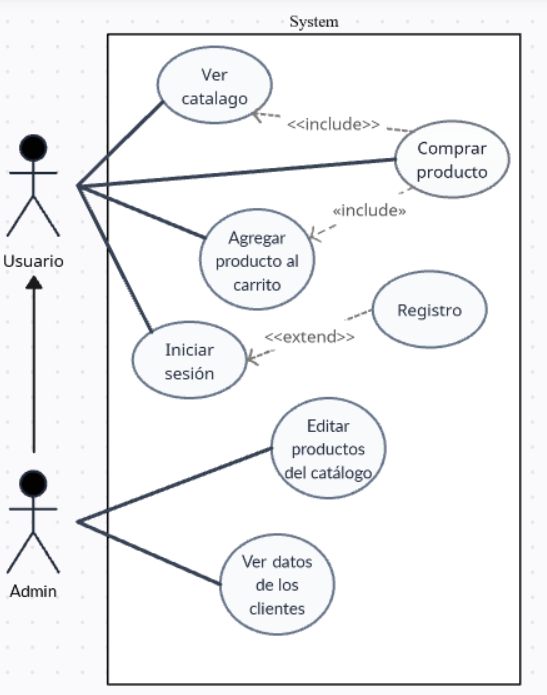 System
Ver
catalago
<<include>>
Comprar
producto
«include»
Usuario
Agregar
producto al
carrito
Registro
<<extend>>
Iniciar
sesión
Editar
productos
del catálogo
Admin
Ver datos
de los
clientes